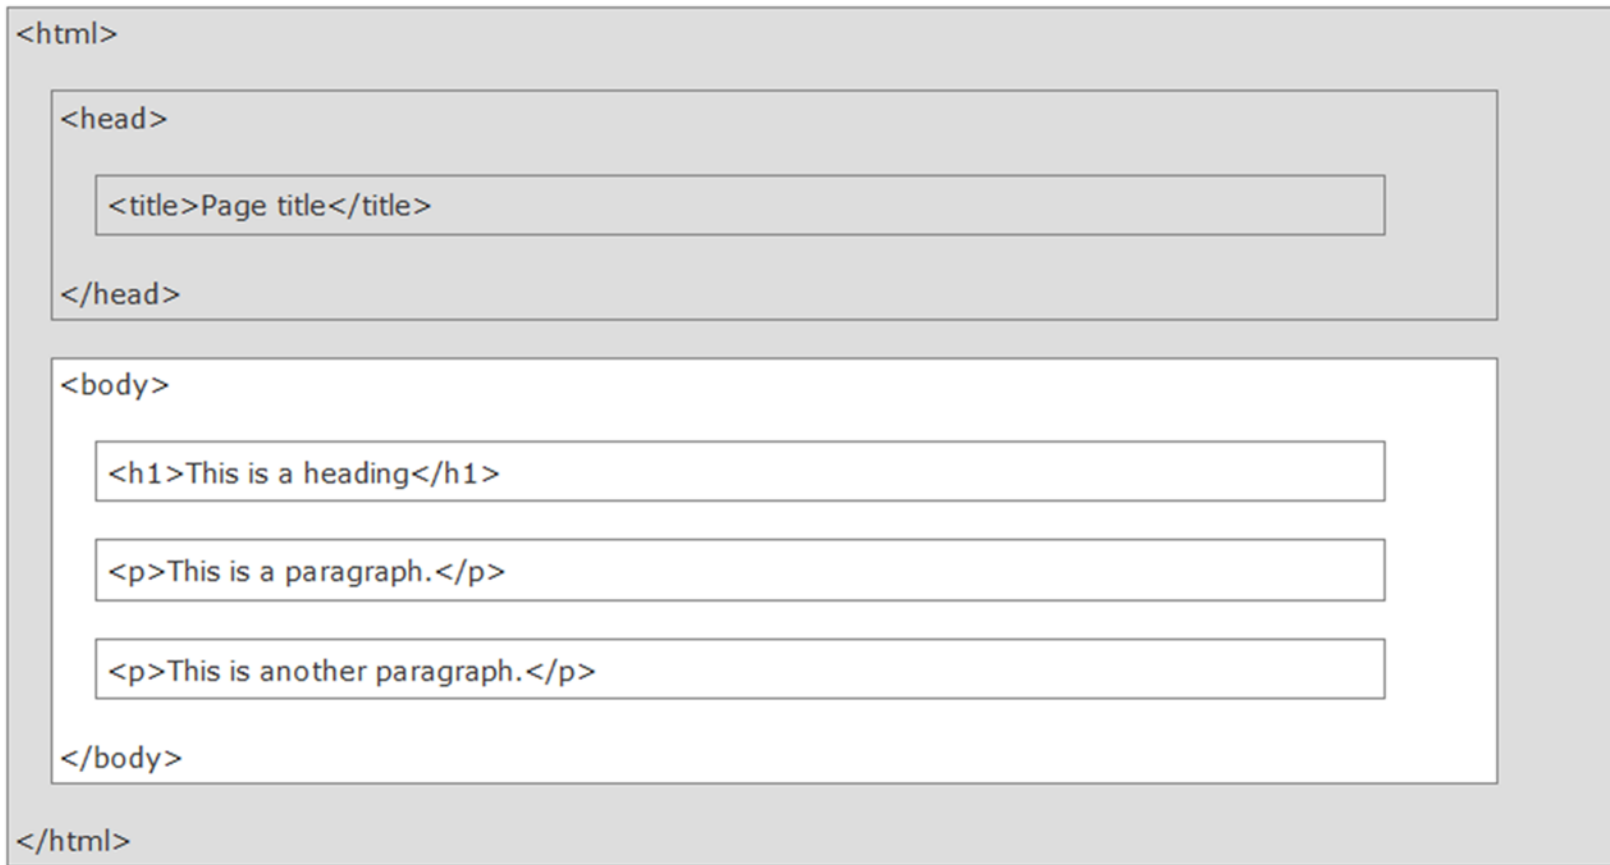 <html>
<head>
<title>Page title</title>
</head>
<body>
<h1>This is a heading</h1>
<p>This is a paragraph.</p>
<p>This is another paragraph.</p>
</body>
</html>